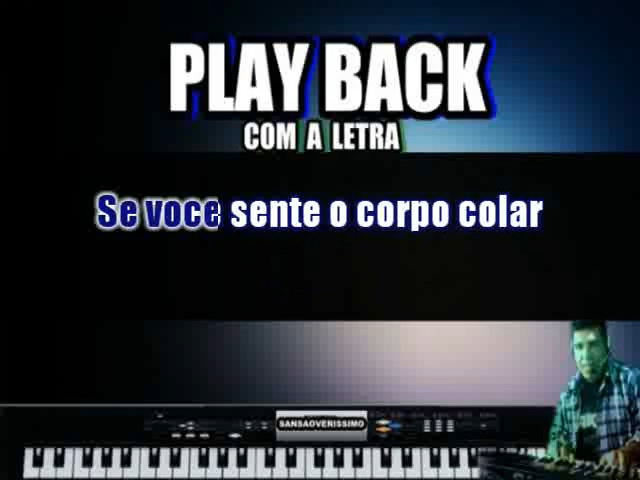 PLAY BACK
COM A LETRA
Se voce sente o corpo colar
SANSAOVERISSIMO